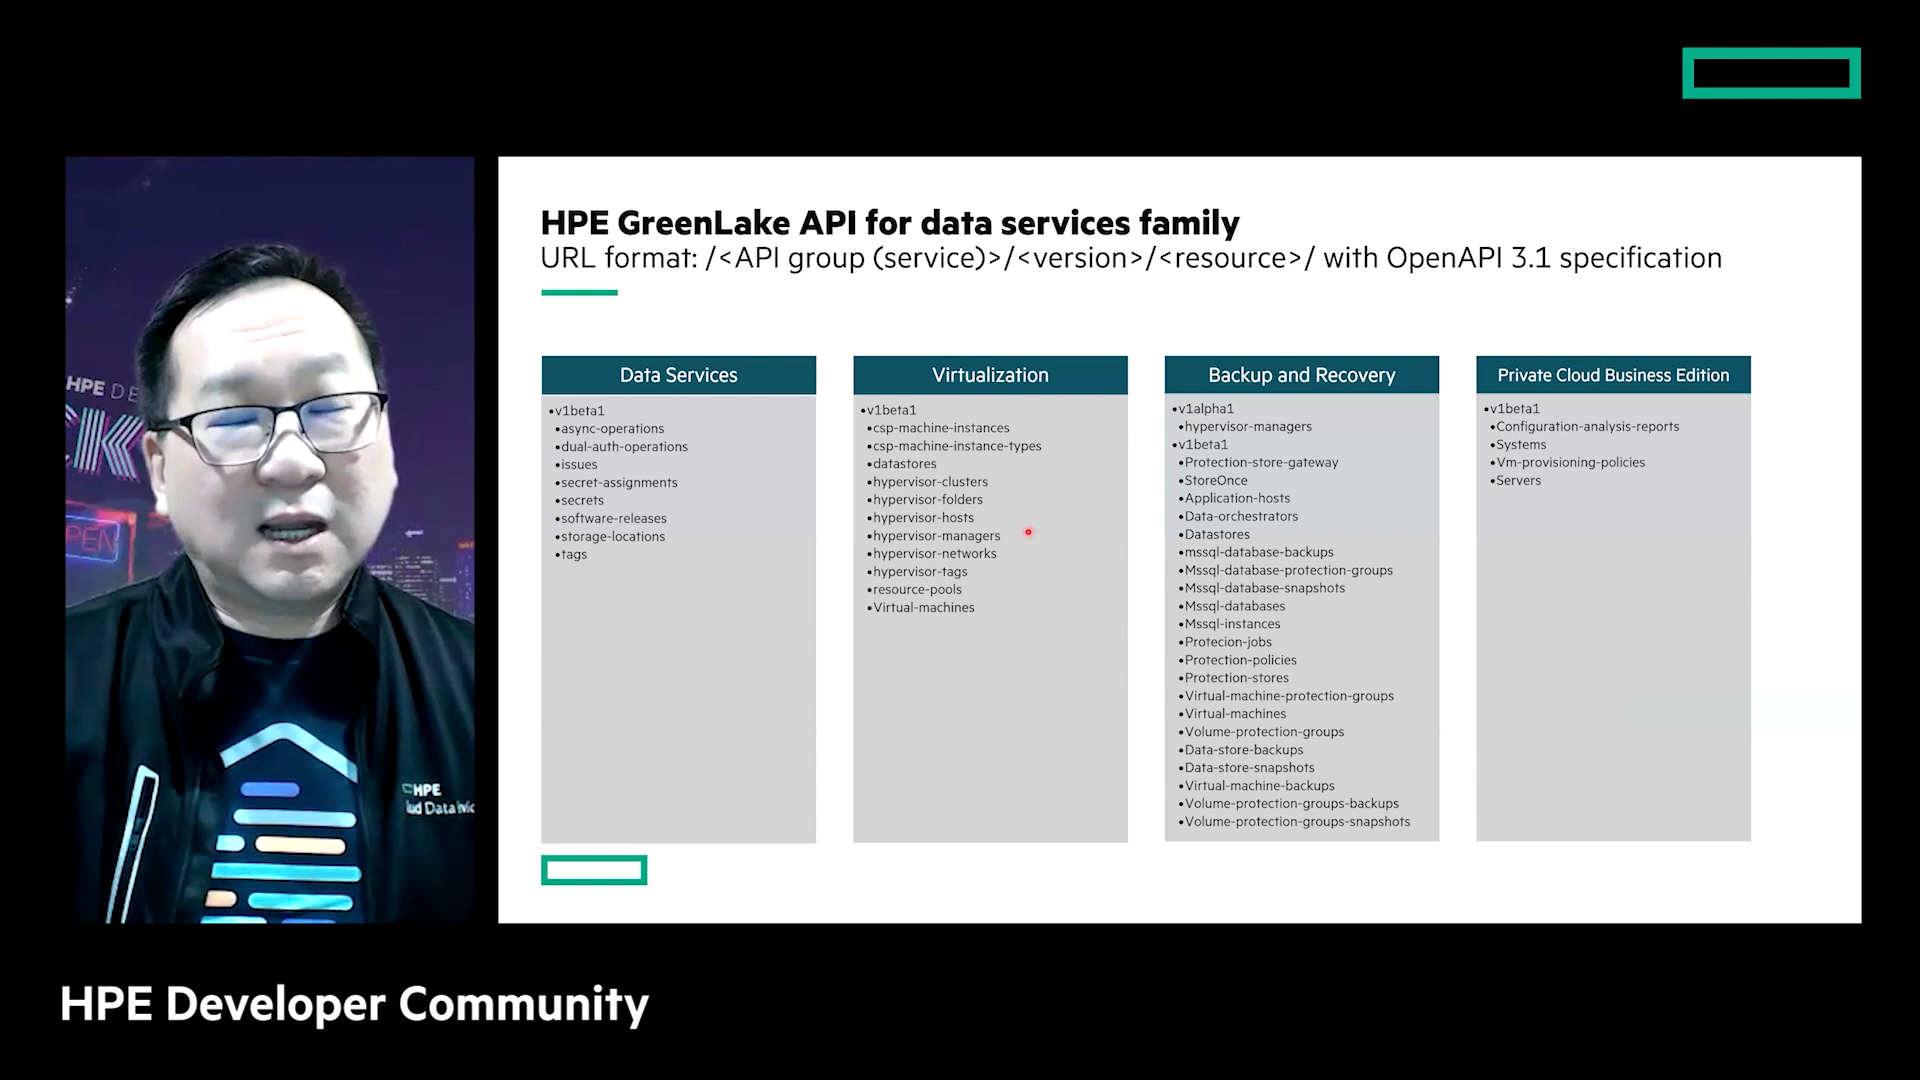 HPE GreenLake API for data services family
URL format: /<API group (service)>/<version>/<resource>/ with OpenAPI 3.1 specification
Data Services
•v1beta1
•async-operations
•dual-auth-operations
•issues
•secret-assignments
•secrets
•software-releases
•storage-locations
•tags
Virtualization
•v1beta1
•csp-machine-instances
•csp-machine-instance-types
•datastores
•hypervisor-clusters
•hypervisor-folders
•hypervisor-hosts
•hypervisor-managers
•hypervisor-networks
•hypervisor-tags
•resource-pools
•Virtual-machines
Backup and Recovery
•v1alpha1
•hypervisor-managers
•v1beta1
•Protection-store-gateway
•StoreOnce
•Application-hosts
•Data-orchestrators
•Datastores
•mssql-database-backups
•Mssql-database-protection-groups
•Mssql-database-snapshots
•Mssql-databases
•Mssql-instances
•Protecion-jobs
•Protection-policies
•Protection-stores
•Virtual-machine-protection-groups
•Virtual-machines
•Volume-protection-groups
•Data-store-backups
•Data-store-snapshots
•Virtual-machine-backups
•Volume-protection-groups-backups
•Volume-protection-groups-snapshots
Private Cloud Business Edition
•v1beta1
•Configuration-analysis-reports
•Systems
•Vm-provisioning-policies
•Servers
HPE DE
CK
PEN
HPE
Data
HPE Developer Community